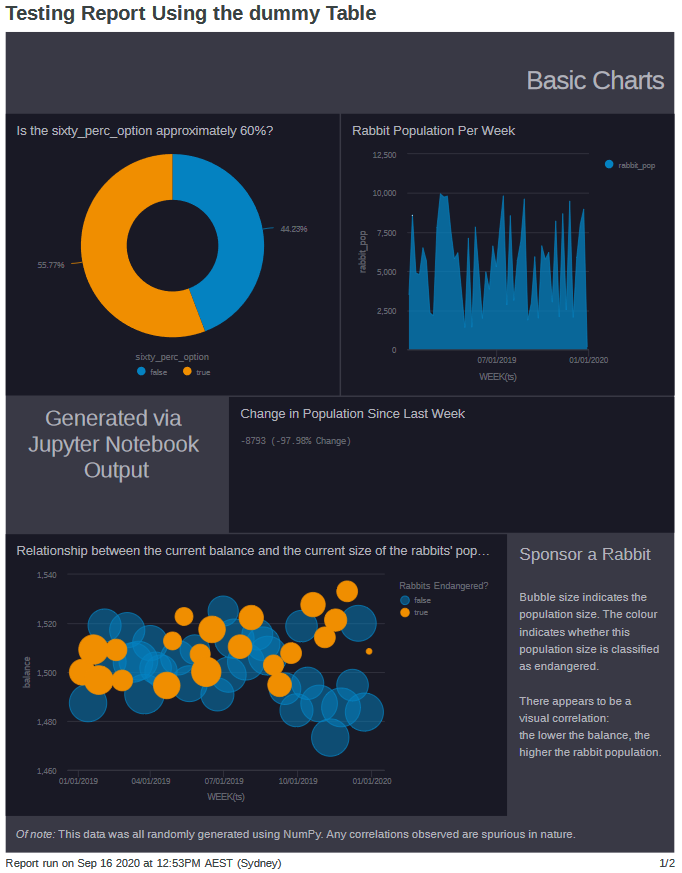 Testing Report Using the dummy Table
Basic Charts
Is the sixty_perc_option approximately 60%?
44.23%
55.77%
sixty_perc_option
false
true
Rabbit Population Per Week
12,500
10,000
7,500
5,000
2,500
0
rabbit_pop
07/01/2019
01/01/2020
WEEK(ts)
rabbit_pop
Generated via
Jupyter Notebook
Output
Change in Population Since Last Week
-8793 (-97.98% Change)
Relationship between the current balance and the current size of the rabbits' pop…
1,540
1,520
1,500
1,480
1,460
balance
01/01/2019
04/01/2019
07/01/2019
10/01/2019
01/01/2020
WEEK(ts)
Rabbits Endangered?
false
true
Sponsor a Rabbit
Bubble size indicates the
population size. The colour
indicates whether this
population size is classified
as endangered.
There appears to be a
visual correlation:
the lower the balance, the
higher the rabbit population.
Of note: This data was all randomly generated using NumPy. Any correlations observed are spurious in nature.
Report run on Sep 16 2020 at 12:53PM AEST (Sydney)
1/2